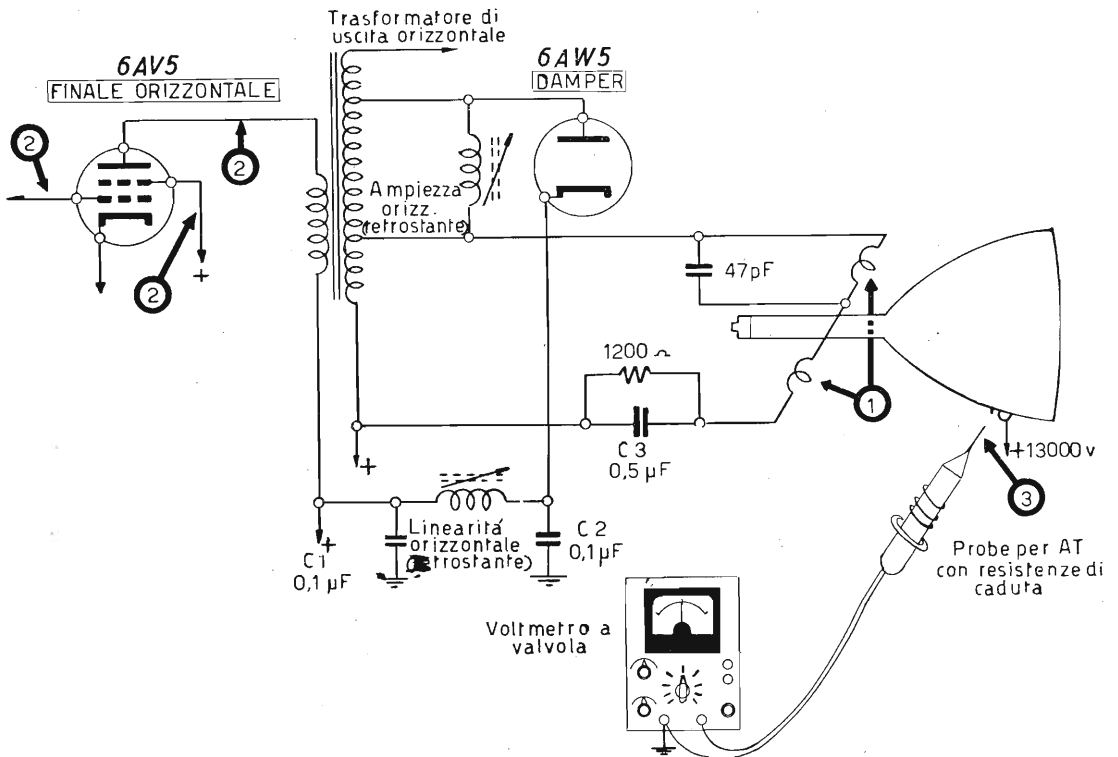 Trasformatore di
uscita orizzontale
6AV5
FINALE ORIZZONTALE
6AW5
DAMPER
2
2
2
+
Ampiezza
orizz.
(retrostante)
47pF
1200 Ω
1
C3
0,5 µF
+
+13000 v
3
+
C1
0,1 µF
Linearitá
orizzontale
C2
0,1 µF
Probe per AT
con resistenze di
caduta
Voltmetro a
valvola